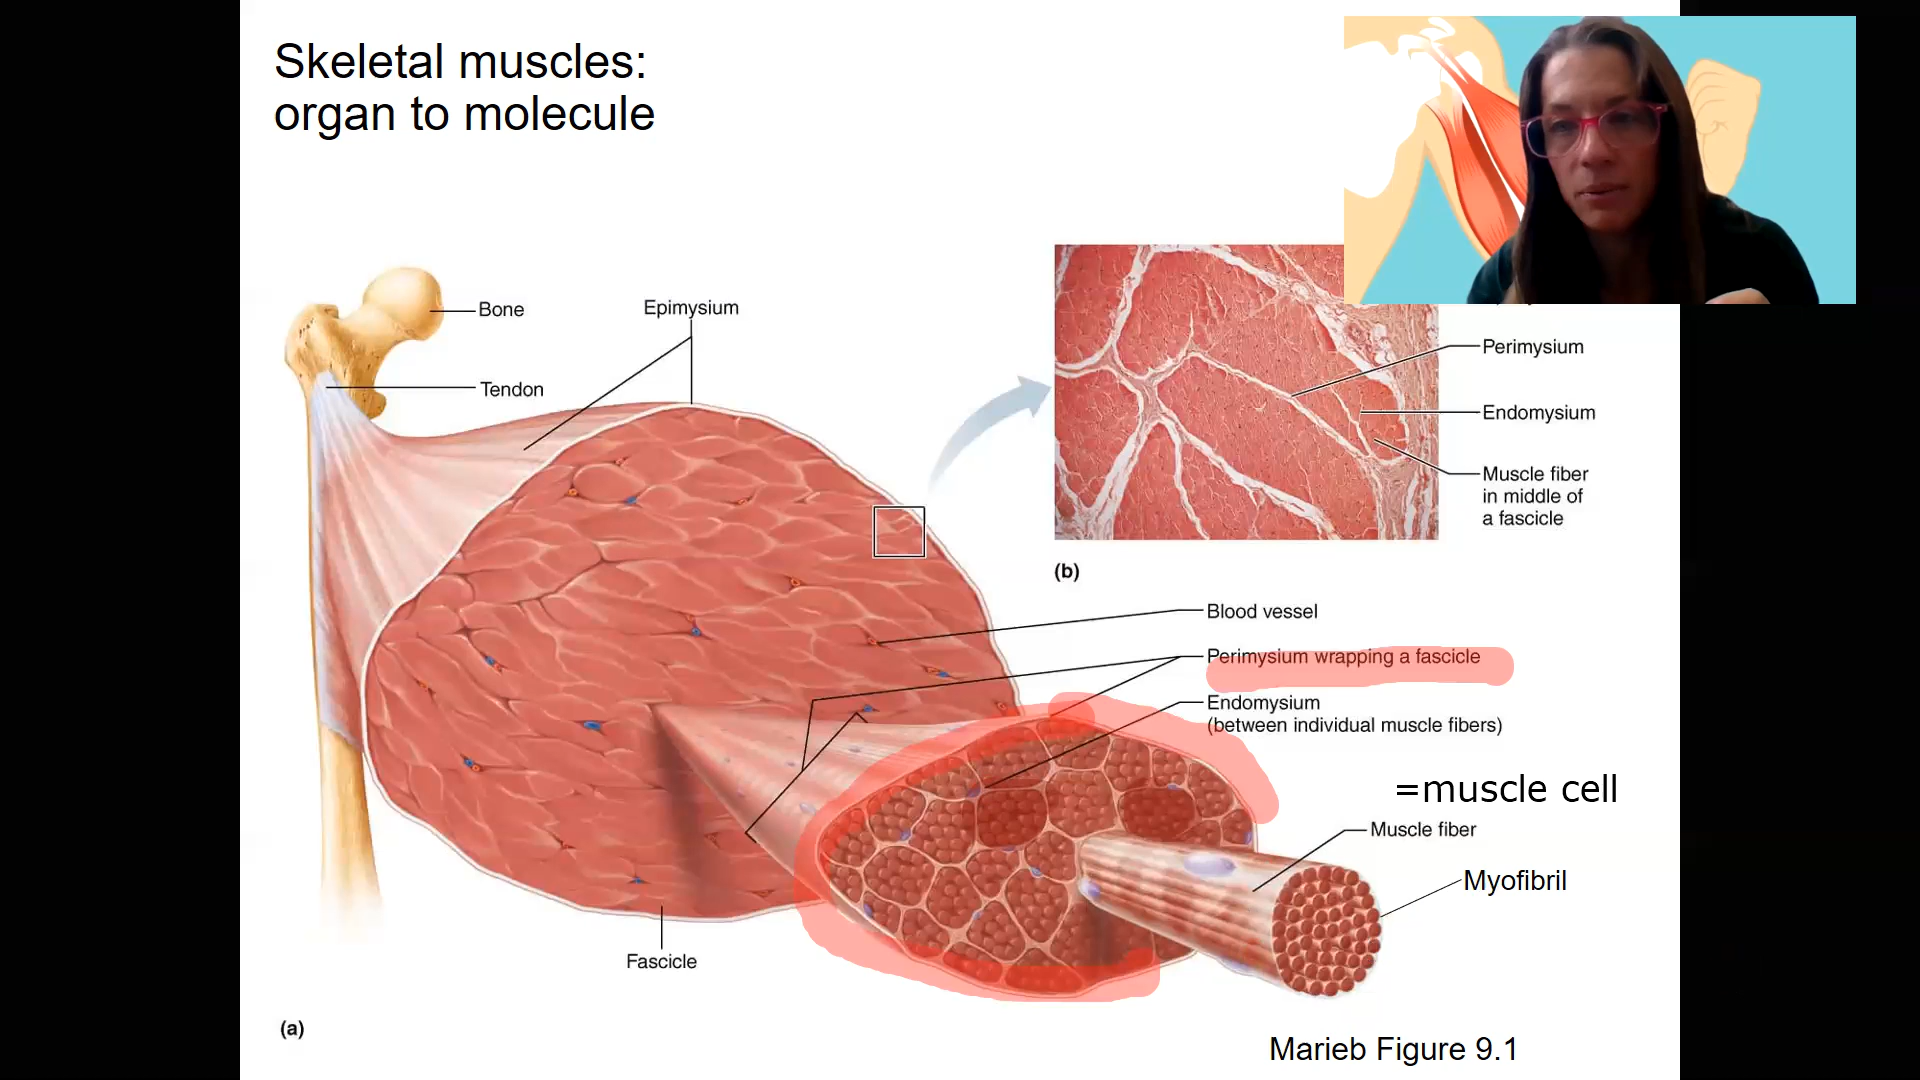 Skeletal muscles:
organ to molecule
Bone
Epimysium
Tendon
Perimysium
Endomysium
Muscle fiber
in middle of
a fascicle
(b)
Blood vessel
Perimysium wrapping a fascicle
Endomysium
(between individual muscle fibers)
=muscle cell
Muscle fiber
Myofibril
Fascicle
(a)
Marieb Figure 9.1